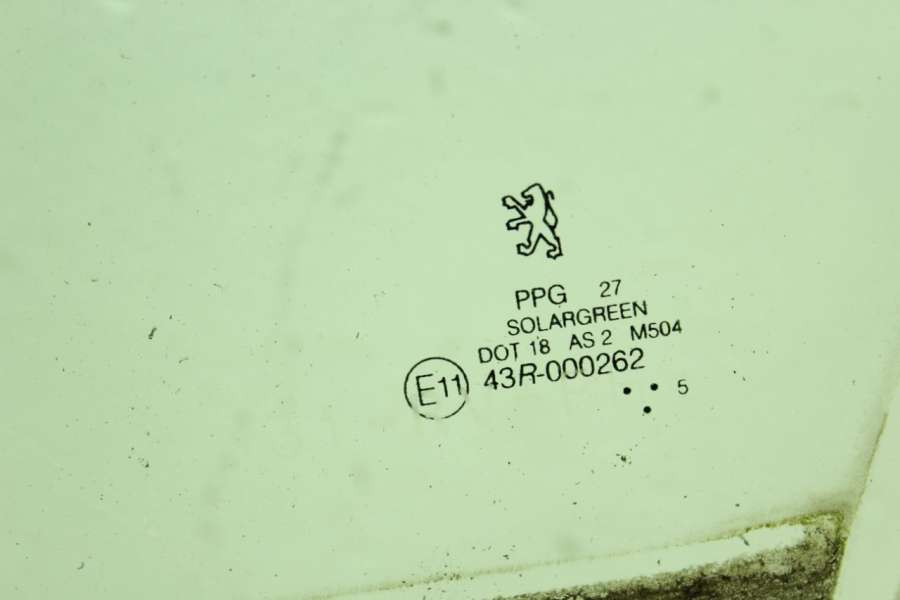 PPG 27
SOLARGREEN
DOT 18 AS 2 M504
E11 43R-000262
5